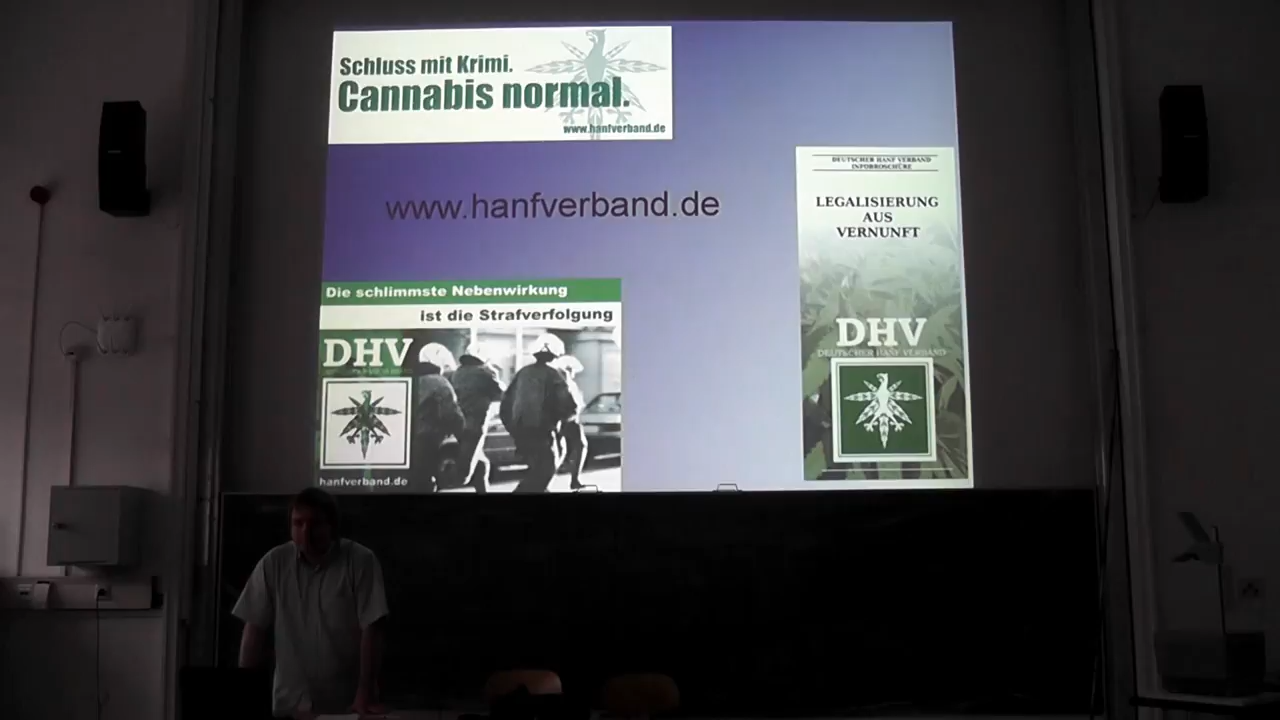 Schluss mit Krimi.
Cannabis normal.
www.hanfverband.de
www.hanfverband.de
DEUTSCHER HANF VERBAND
INFOBROSCHÜRE
LEGALISIERUNG
AUS
VERNUNFT
DHV
DEUTSCHER HANF VERBAND
Die schlimmste Nebenwirkung
ist die Strafverfolgung
DHV
hanfverband.de